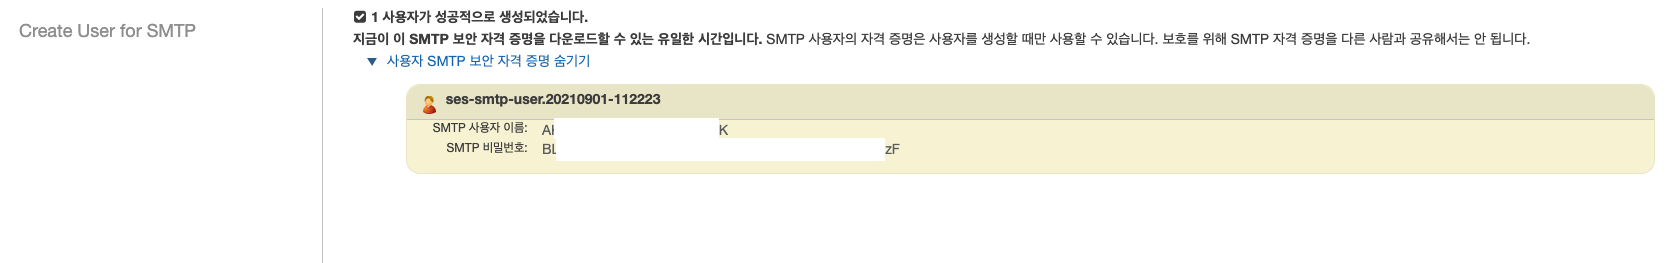 Create User for SMTP
1 사용자가 성공적으로 생성되었습니다.
지금이 이 SMTP 보안 자격 증명을 다운로드할 수 있는 유일한 시간입니다. SMTP 사용자의 자격 증명은 사용자를 생성할 때만 사용할 수 있습니다. 보호를 위해 SMTP 자격 증명을 다른 사람과 공유해서는 안 됩니다.
사용자 SMTP 보안 자격 증명 숨기기
ses-smtp-user.20210901-112223
SMTP 사용자 이름:
SMTP 비밀번호: